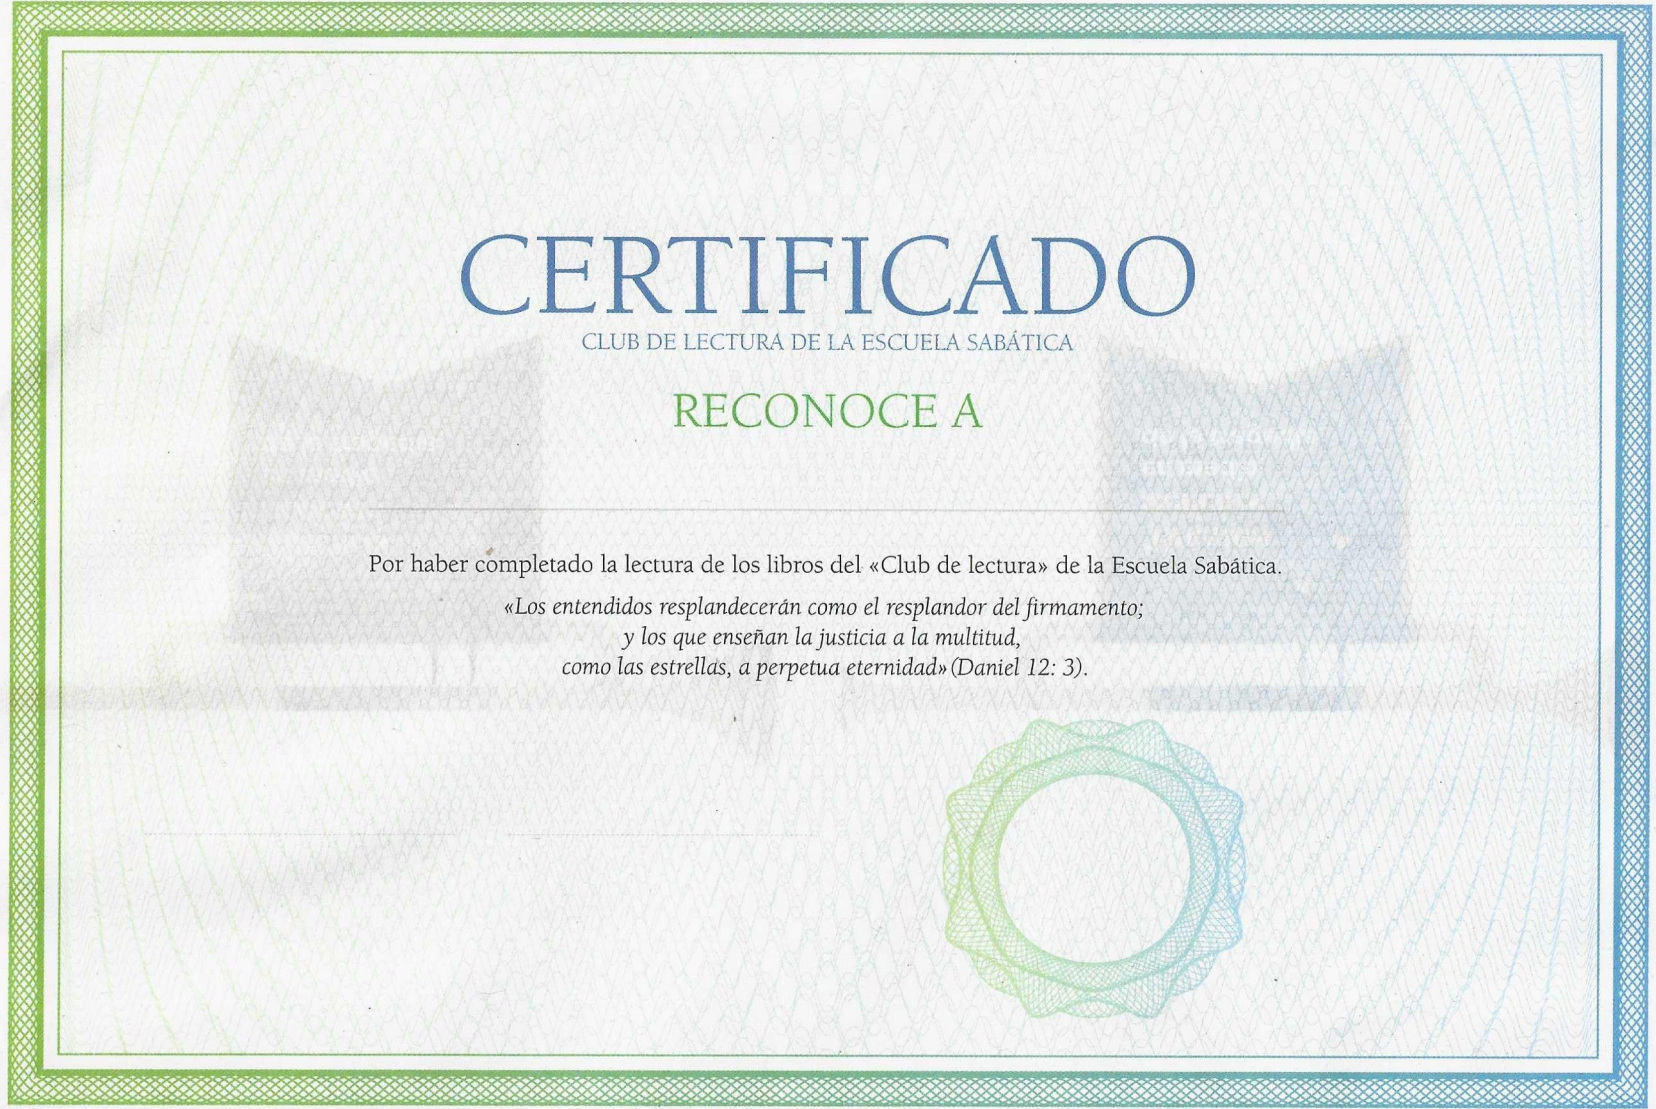 CERTIFICADO
CLUB DE LECTURA DE LA ESCUELA SABÁTICA
RECONOCE A
Por haber completado la lectura de los libros del «Club de lectura» de la Escuela Sabática.
«Los entendidos resplandecerán como el resplandor del firmamento;
y los que enseñan la justicia a la multitud,
como las estrellas, a perpetua eternidad» (Daniel 12: 3).